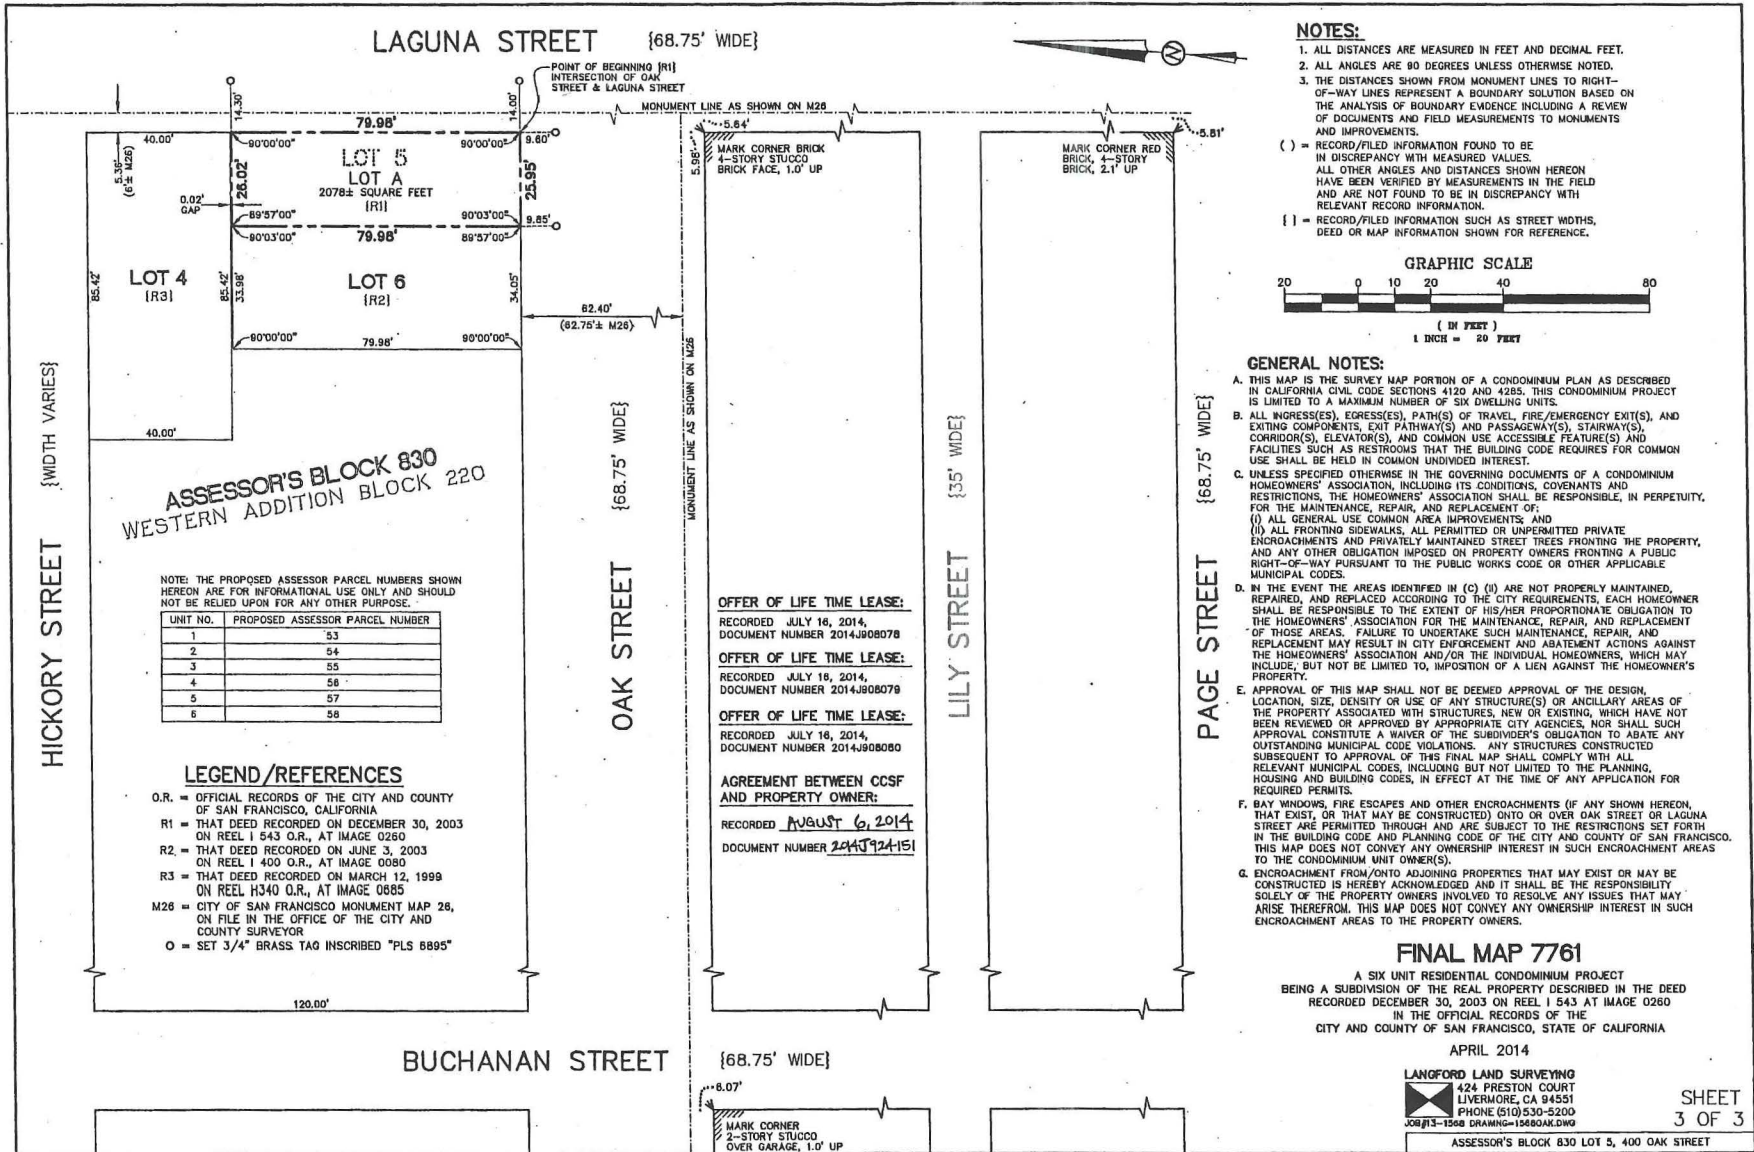 LAGUNA STREET {68.75' WIDE}
POINT OF BEGINNING {R1}
INTERSECTION OF OAK
STREET & LAGUNA STREET
MONUMENT LINE AS SHOWN ON M26
14.30'
14.00'
79.98'
40.00'
90°00'00"
90°00'00"
9.60'
5.36'
(6'± M26)
LOT 5
LOT A
2078± SQUARE FEET
{R1}
26.02'
25.95'
0.02'
GAP
89°57'00"
90°03'00"
9.85'
90°03'00"
79.98'
89°57'00"
LOT 4
{R3}
85.42'
85.42'
33.98'
LOT 6
{R2}
34.05'
90°00'00"
79.98'
90°00'00"
40.00'
62.40'
(62.75'± M26)
5.64'
5.98'
MARK CORNER BRICK
4-STORY STUCCO
BRICK FACE, 1.0' UP
5.81'
MARK CORNER RED
BRICK, 4-STORY
BRICK, 2.1' UP
MONUMENT LINE AS SHOWN ON M26
HICKORY STREET {WIDTH VARIES}
OAK STREET {68.75' WIDE}
LILY STREET {35' WIDE}
PAGE STREET {68.75' WIDE}
ASSESSOR'S BLOCK 830
WESTERN ADDITION BLOCK 220
NOTE: THE PROPOSED ASSESSOR PARCEL NUMBERS SHOWN
HEREON ARE FOR INFORMATIONAL USE ONLY AND SHOULD
NOT BE RELIED UPON FOR ANY OTHER PURPOSE.
UNIT NO. PROPOSED ASSESSOR PARCEL NUMBER
1 53
2 54
3 55
4 56
5 57
6 58
LEGEND/REFERENCES
O.R. = OFFICIAL RECORDS OF THE CITY AND COUNTY
OF SAN FRANCISCO, CALIFORNIA
R1 = THAT DEED RECORDED ON DECEMBER 30, 2003
ON REEL I 543 O.R., AT IMAGE 0260
R2 = THAT DEED RECORDED ON JUNE 3, 2003
ON REEL I 400 O.R., AT IMAGE 0080
R3 = THAT DEED RECORDED ON MARCH 12, 1999
ON REEL H340 O.R., AT IMAGE 0685
M26 = CITY OF SAN FRANCISCO MONUMENT MAP 26,
ON FILE IN THE OFFICE OF THE CITY AND
COUNTY SURVEYOR
O = SET 3/4" BRASS TAG INSCRIBED "PLS 6895"
120.00'
OFFER OF LIFE TIME LEASE:
RECORDED JULY 16, 2014,
DOCUMENT NUMBER 2014J908078
OFFER OF LIFE TIME LEASE:
RECORDED JULY 16, 2014,
DOCUMENT NUMBER 2014J908079
OFFER OF LIFE TIME LEASE:
RECORDED JULY 16, 2014,
DOCUMENT NUMBER 2014J908080
AGREEMENT BETWEEN CCSF
AND PROPERTY OWNER:
RECORDED AUGUST 6, 2014
DOCUMENT NUMBER 2014J924151
BUCHANAN STREET {68.75' WIDE}
6.07'
MARK CORNER
2-STORY STUCCO
OVER GARAGE, 1.0' UP
N
NOTES:
1. ALL DISTANCES ARE MEASURED IN FEET AND DECIMAL FEET.
2. ALL ANGLES ARE 90 DEGREES UNLESS OTHERWISE NOTED.
3. THE DISTANCES SHOWN FROM MONUMENT LINES TO RIGHT-
OF-WAY LINES REPRESENT A BOUNDARY SOLUTION BASED ON
THE ANALYSIS OF BOUNDARY EVIDENCE INCLUDING A REVIEW
OF DOCUMENTS AND FIELD MEASUREMENTS TO MONUMENTS
AND IMPROVEMENTS.
( ) = RECORD/FILED INFORMATION FOUND TO BE
IN DISCREPANCY WITH MEASURED VALUES.
ALL OTHER ANGLES AND DISTANCES SHOWN HEREON
HAVE BEEN VERIFIED BY MEASUREMENTS IN THE FIELD
AND ARE NOT FOUND TO BE IN DISCREPANCY WITH
RELEVANT RECORD INFORMATION.
{ } = RECORD/FILED INFORMATION SUCH AS STREET WIDTHS,
DEED OR MAP INFORMATION SHOWN FOR REFERENCE.
GRAPHIC SCALE
20 0 10 20 40 80
( IN FEET )
1 INCH = 20 FEET
GENERAL NOTES:
A. THIS MAP IS THE SURVEY MAP PORTION OF A CONDOMINIUM PLAN AS DESCRIBED
IN CALIFORNIA CIVIL CODE SECTIONS 4120 AND 4285. THIS CONDOMINIUM PROJECT
IS LIMITED TO A MAXIMUM NUMBER OF SIX DWELLING UNITS.
B. ALL INGRESS(ES), EGRESS(ES), PATH(S) OF TRAVEL, FIRE/EMERGENCY EXIT(S), AND
EXITING COMPONENTS, EXIT PATHWAY(S) AND PASSAGEWAY(S), STAIRWAY(S),
CORRIDOR(S), ELEVATOR(S), AND COMMON USE ACCESSIBLE FEATURE(S) AND
FACILITIES SUCH AS RESTROOMS THAT THE BUILDING CODE REQUIRES FOR COMMON
USE SHALL BE HELD IN COMMON UNDIVIDED INTEREST.
C. UNLESS SPECIFIED OTHERWISE IN THE GOVERNING DOCUMENTS OF A CONDOMINIUM
HOMEOWNERS' ASSOCIATION, INCLUDING ITS CONDITIONS, COVENANTS AND
RESTRICTIONS, THE HOMEOWNERS' ASSOCIATION SHALL BE RESPONSIBLE, IN PERPETUITY,
FOR THE MAINTENANCE, REPAIR, AND REPLACEMENT OF:
(I) ALL GENERAL USE COMMON AREA IMPROVEMENTS; AND
(II) ALL FRONTING SIDEWALKS, ALL PERMITTED OR UNPERMITTED PRIVATE
ENCROACHMENTS AND PRIVATELY MAINTAINED STREET TREES FRONTING THE PROPERTY,
AND ANY OTHER OBLIGATION IMPOSED ON PROPERTY OWNERS FRONTING A PUBLIC
RIGHT-OF-WAY PURSUANT TO THE PUBLIC WORKS CODE OR OTHER APPLICABLE
MUNICIPAL CODES.
D. IN THE EVENT THE AREAS IDENTIFIED IN (C) (II) ARE NOT PROPERLY MAINTAINED,
REPAIRED, AND REPLACED ACCORDING TO THE CITY REQUIREMENTS, EACH HOMEOWNER
SHALL BE RESPONSIBLE TO THE EXTENT OF HIS/HER PROPORTIONATE OBLIGATION TO
THE HOMEOWNERS' ASSOCIATION FOR THE MAINTENANCE, REPAIR, AND REPLACEMENT
OF THOSE AREAS. FAILURE TO UNDERTAKE SUCH MAINTENANCE, REPAIR, AND
REPLACEMENT MAY RESULT IN CITY ENFORCEMENT AND ABATEMENT ACTIONS AGAINST
THE HOMEOWNERS' ASSOCIATION AND/OR THE INDIVIDUAL HOMEOWNERS, WHICH MAY
INCLUDE, BUT NOT BE LIMITED TO, IMPOSITION OF A LIEN AGAINST THE HOMEOWNER'S
PROPERTY.
E. APPROVAL OF THIS MAP SHALL NOT BE DEEMED APPROVAL OF THE DESIGN,
LOCATION, SIZE, DENSITY OR USE OF ANY STRUCTURE(S) OR ANCILLARY AREAS OF
THE PROPERTY ASSOCIATED WITH STRUCTURES, NEW OR EXISTING, WHICH HAVE NOT
BEEN REVIEWED OR APPROVED BY APPROPRIATE CITY AGENCIES, NOR SHALL SUCH
APPROVAL CONSTITUTE A WAIVER OF THE SUBDIVIDER'S OBLIGATION TO ABATE ANY
OUTSTANDING MUNICIPAL CODE VIOLATIONS. ANY STRUCTURES CONSTRUCTED
SUBSEQUENT TO APPROVAL OF THIS FINAL MAP SHALL COMPLY WITH ALL
RELEVANT MUNICIPAL CODES, INCLUDING BUT NOT LIMITED TO THE PLANNING,
HOUSING AND BUILDING CODES, IN EFFECT AT THE TIME OF ANY APPLICATION FOR
REQUIRED PERMITS.
F. BAY WINDOWS, FIRE ESCAPES AND OTHER ENCROACHMENTS (IF ANY SHOWN HEREON,
THAT EXIST, OR THAT MAY BE CONSTRUCTED) ONTO OR OVER OAK STREET OR LAGUNA
STREET ARE PERMITTED THROUGH AND ARE SUBJECT TO THE RESTRICTIONS SET FORTH
IN THE BUILDING CODE AND PLANNING CODE OF THE CITY AND COUNTY OF SAN FRANCISCO.
THIS MAP DOES NOT CONVEY ANY OWNERSHIP INTEREST IN SUCH ENCROACHMENT AREAS
TO THE CONDOMINIUM UNIT OWNER(S).
G. ENCROACHMENT FROM/ONTO ADJOINING PROPERTIES THAT MAY EXIST OR MAY BE
CONSTRUCTED IS HEREBY ACKNOWLEDGED AND IT SHALL BE THE RESPONSIBILITY
SOLELY OF THE PROPERTY OWNERS INVOLVED TO RESOLVE ANY ISSUES THAT MAY
ARISE THEREFROM. THIS MAP DOES NOT CONVEY ANY OWNERSHIP INTEREST IN SUCH
ENCROACHMENT AREAS TO THE PROPERTY OWNERS.
FINAL MAP 7761
A SIX UNIT RESIDENTIAL CONDOMINIUM PROJECT
BEING A SUBDIVISION OF THE REAL PROPERTY DESCRIBED IN THE DEED
RECORDED DECEMBER 30, 2003 ON REEL I 543 AT IMAGE 0260
IN THE OFFICIAL RECORDS OF THE
CITY AND COUNTY OF SAN FRANCISCO, STATE OF CALIFORNIA
APRIL 2014
LANGFORD LAND SURVEYING
424 PRESTON COURT
LIVERMORE, CA 94551
PHONE (510) 530-5200
JOB#13-1568 DRAWING=1568OAK.DWG
SHEET
3 OF 3
ASSESSOR'S BLOCK 830 LOT 5, 400 OAK STREET